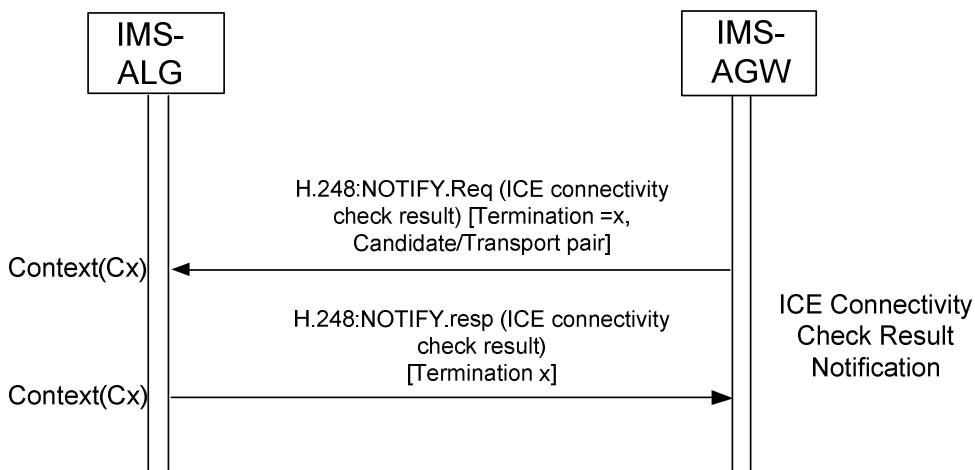 IMS-
ALG
IMS-
AGW
H.248:NOTIFY.Req (ICE connectivity
check result) [Termination =x,
Candidate/Transport pair]
Context(Cx)
H.248:NOTIFY.resp (ICE connectivity
check result)
[Termination x]
ICE Connectivity
Check Result
Notification
Context(Cx)